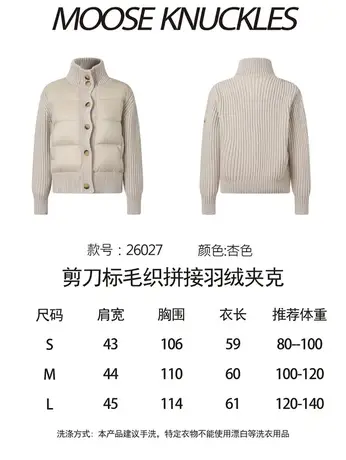 MOOSE KNUCKLES
款号:26027 颜色:杏色
剪刀标毛织拼接羽绒夹克
尺码 肩宽 胸围 衣长 推荐体重
S 43 106 59 80--100
M 44 110 60 100-120
L 45 114 61 120-140
洗涤方式：本产品建议手洗，特定衣物不能使用漂白等洗衣用品